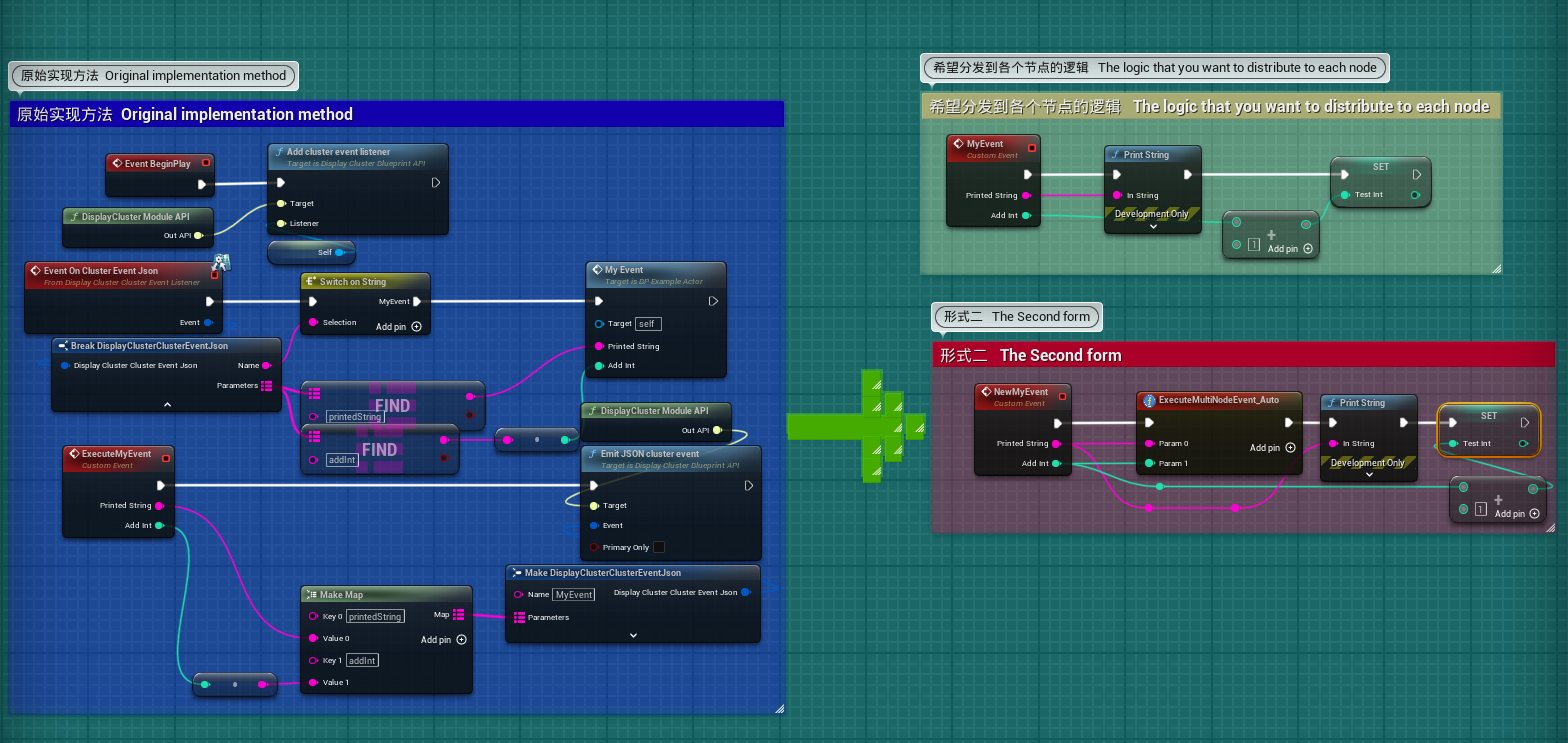 原始实现方法 Original implementation method
原始实现方法 Original implementation method
Event BeginPlay
Add cluster event listener
Target is Display Cluster Blueprint API
Target
Listener
DisplayCluster Module API
Out API
Self
Event On Cluster Event Json
From Display Cluster Cluster Event Listener
Event
Switch on String
MyEvent
Selection
Add pin
My Event
Target is DP Example Actor
Target self
Printed String
Add Int
Break DisplayClusterClusterEventJson
Display Cluster Cluster Event Json
Name
Parameters
FIND
printedString
FIND
addInt
DisplayCluster Module API
Out API
ExecuteMyEvent
Custom Event
Printed String
Add Int
Emit JSON cluster event
Target is Display Cluster Blueprint API
Target
Event
Primary Only
Make Map
Key 0 printedString
Map
Value 0
Add pin
Key 1 addInt
Value 1
Make DisplayClusterClusterEventJson
Name MyEvent
Display Cluster Cluster Event Json
Parameters
希望分发到各个节点的逻辑 The logic that you want to distribute to each node
希望分发到各个节点的逻辑 The logic that you want to distribute to each node
MyEvent
Custom Event
Printed String
Add Int
Print String
In String
Development Only
SET
Test Int
1
Add pin
形式二 The Second form
形式二 The Second form
NewMyEvent
Custom Event
Printed String
Add Int
ExecuteMultiNodeEvent_Auto
Param 0
Add pin
Param 1
Print String
In String
Development Only
SET
Test Int
1
Add pin